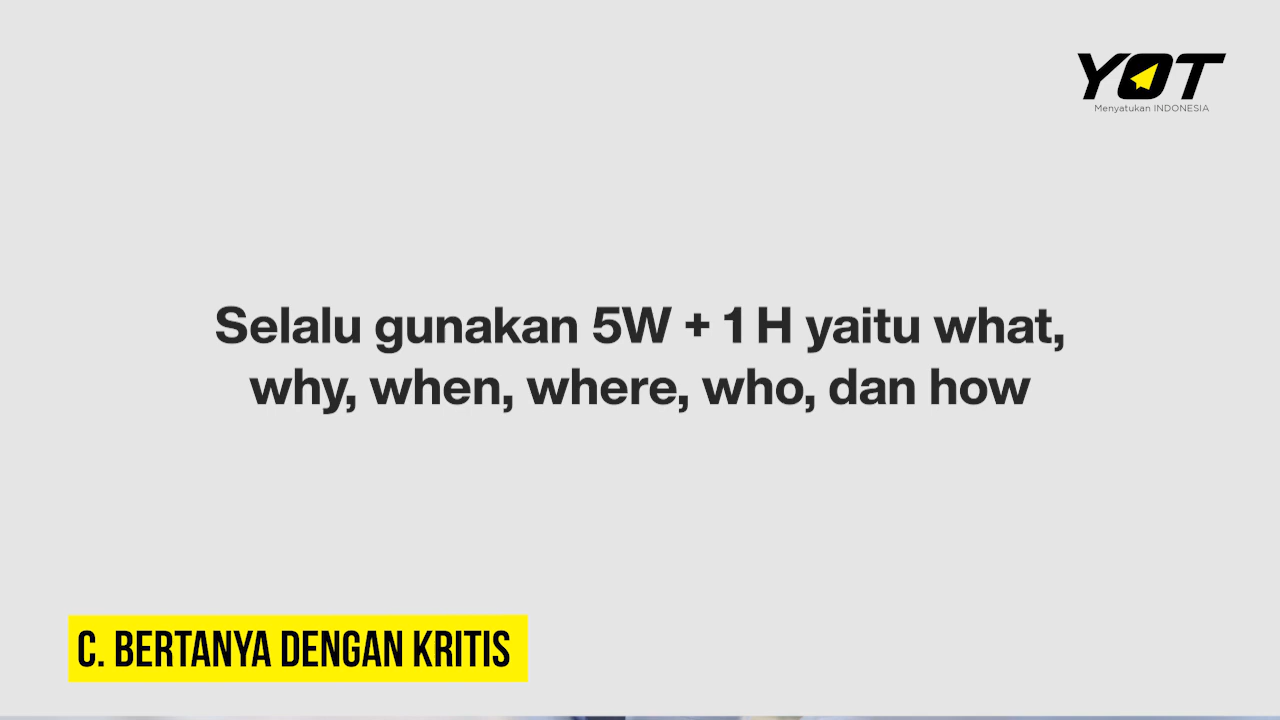 YOT
Menyatukan INDONESIA
Selalu gunakan 5W + 1 H yaitu what,
why, when, where, who, dan how
C. BERTANYA DENGAN KRITIS